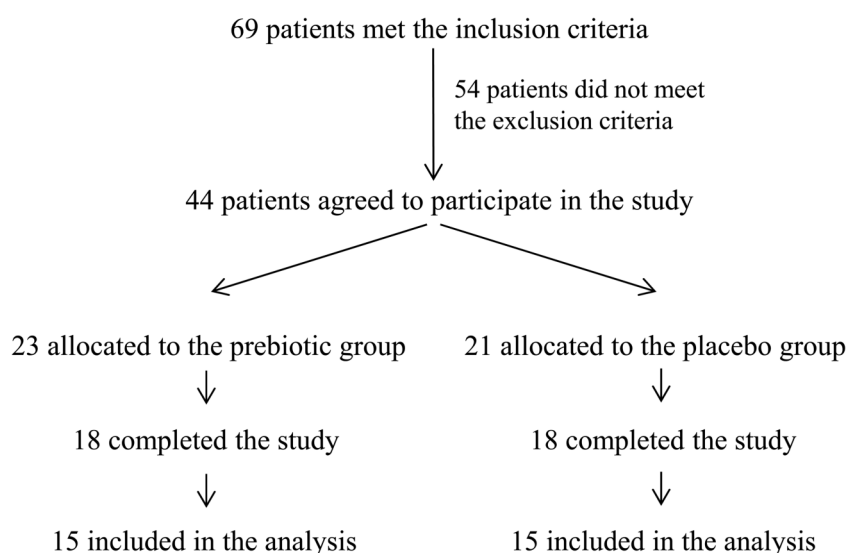 69 patients met the inclusion criteria
54 patients did not meet
the exclusion criteria
44 patients agreed to participate in the study
23 allocated to the prebiotic group
21 allocated to the placebo group
18 completed the study
18 completed the study
15 included in the analysis
15 included in the analysis